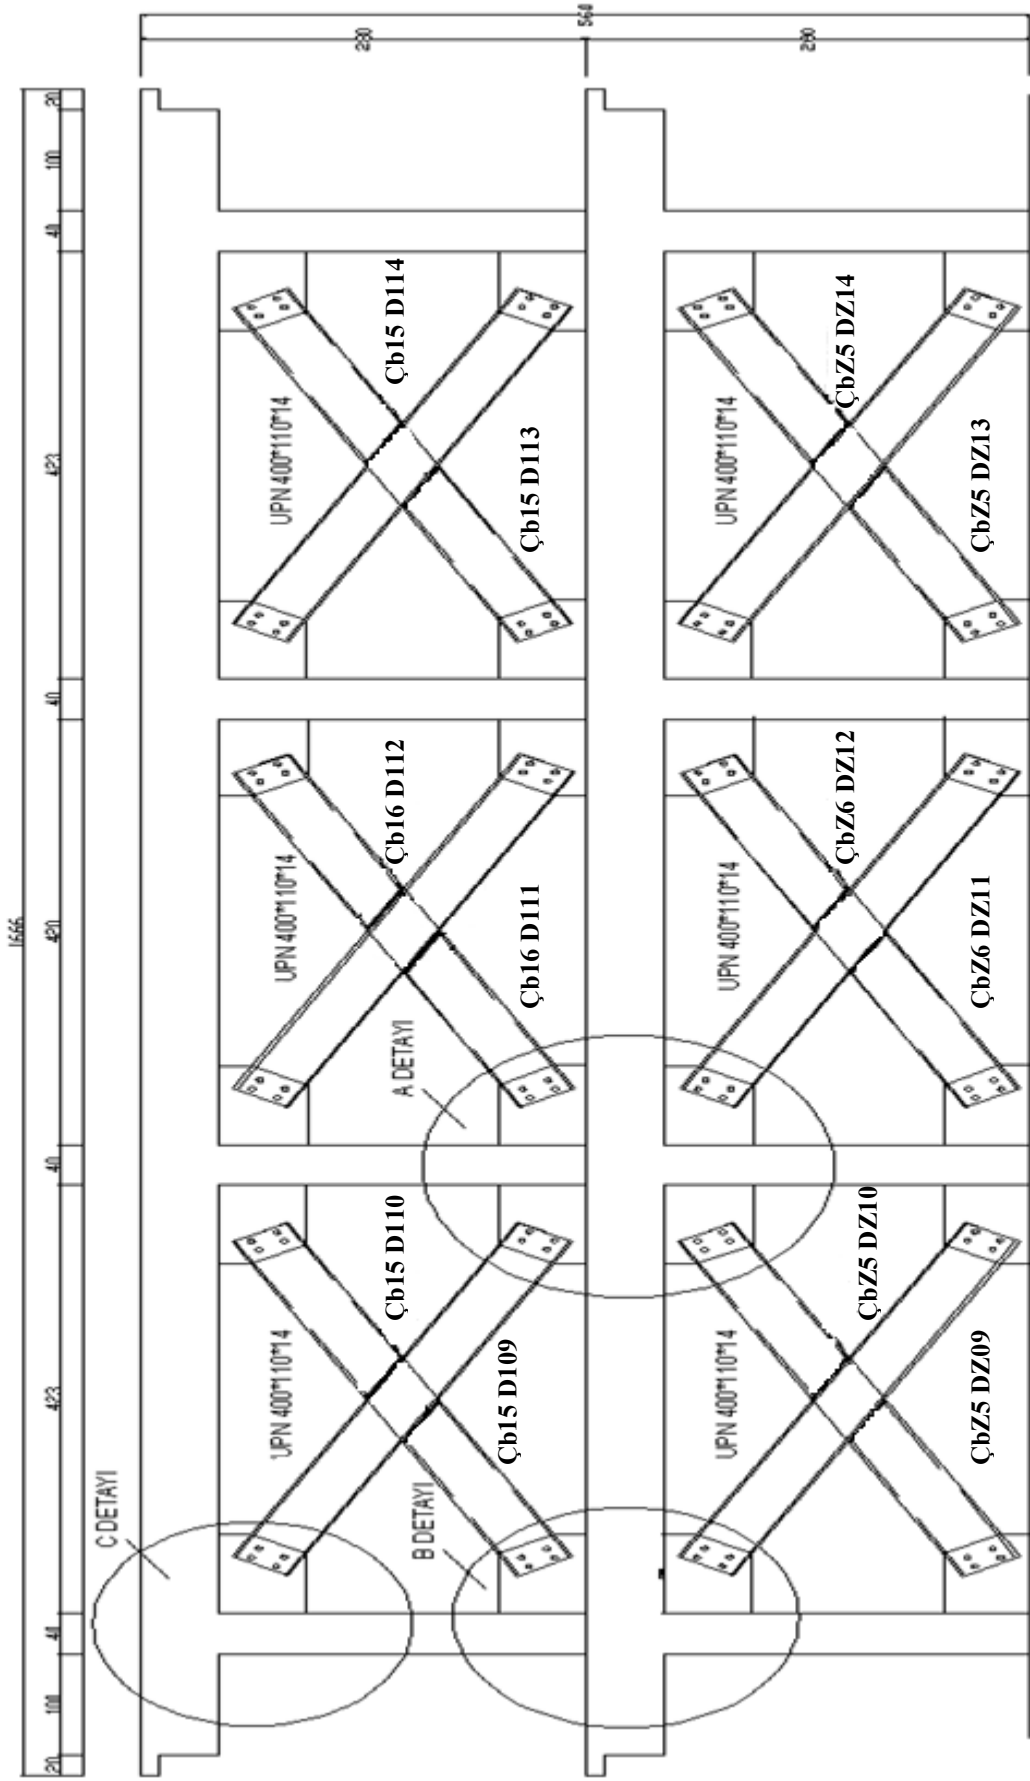 1666
20
100
40
423
40
420
40
423
40
100
20
560
280
280
C DETAYI
UPN 400*110*14
Çb15 D110
Çb15 D109
UPN 400*110*14
Çb16 D112
Çb16 D111
UPN 400*110*14
Çb15 D114
Çb15 D113
B DETAYI
A DETAYI
UPN 400*110*14
ÇbZ5 DZ10
ÇbZ5 DZ09
UPN 400*110*14
ÇbZ6 DZ12
ÇbZ6 DZ11
UPN 400*110*14
ÇbZ5 DZ14
ÇbZ5 DZ13